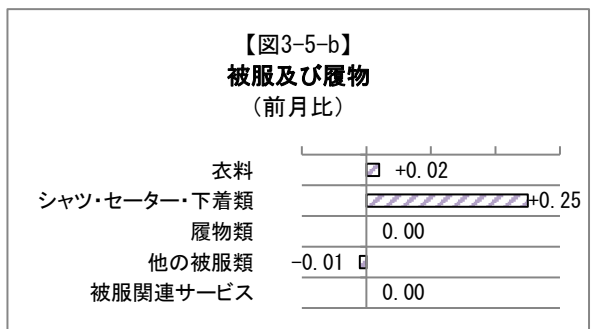 【図3-5-b】
被服及び履物
（前月比）
衣料 +0.02
シャツ・セーター・下着類 +0.25
履物類 0.00
他の被服類 -0.01
被服関連サービス 0.00